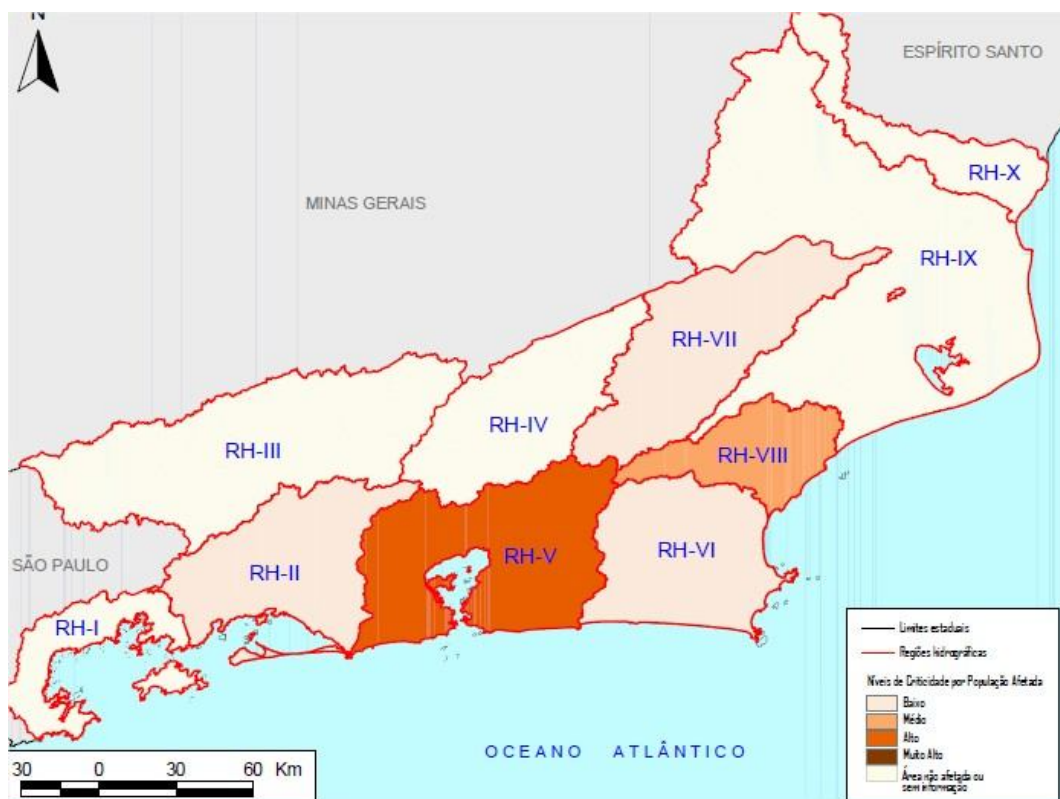 N
ESPÍRITO SANTO
RH-X
MINAS GERAIS
RH-IX
RH-VII
RH-IV
RH-III
RH-VIII
RH-V
RH-VI
SÃO PAULO
RH-II
RH-I
Limites estaduais
Regiões hidrográficas
Níveis de Criticidade por População Afetada
Baixo
Médio
Alto
Muito Alto
Área não afetada ou
sem informação
OCEANO ATLÂNTICO
30 0 30 60 Km